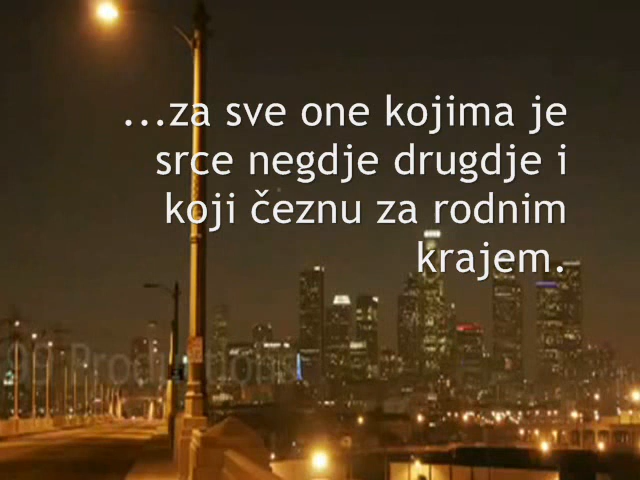 ...za sve one kojima je
srce negdje drugdje i
koji čeznu za rodnim
krajem.